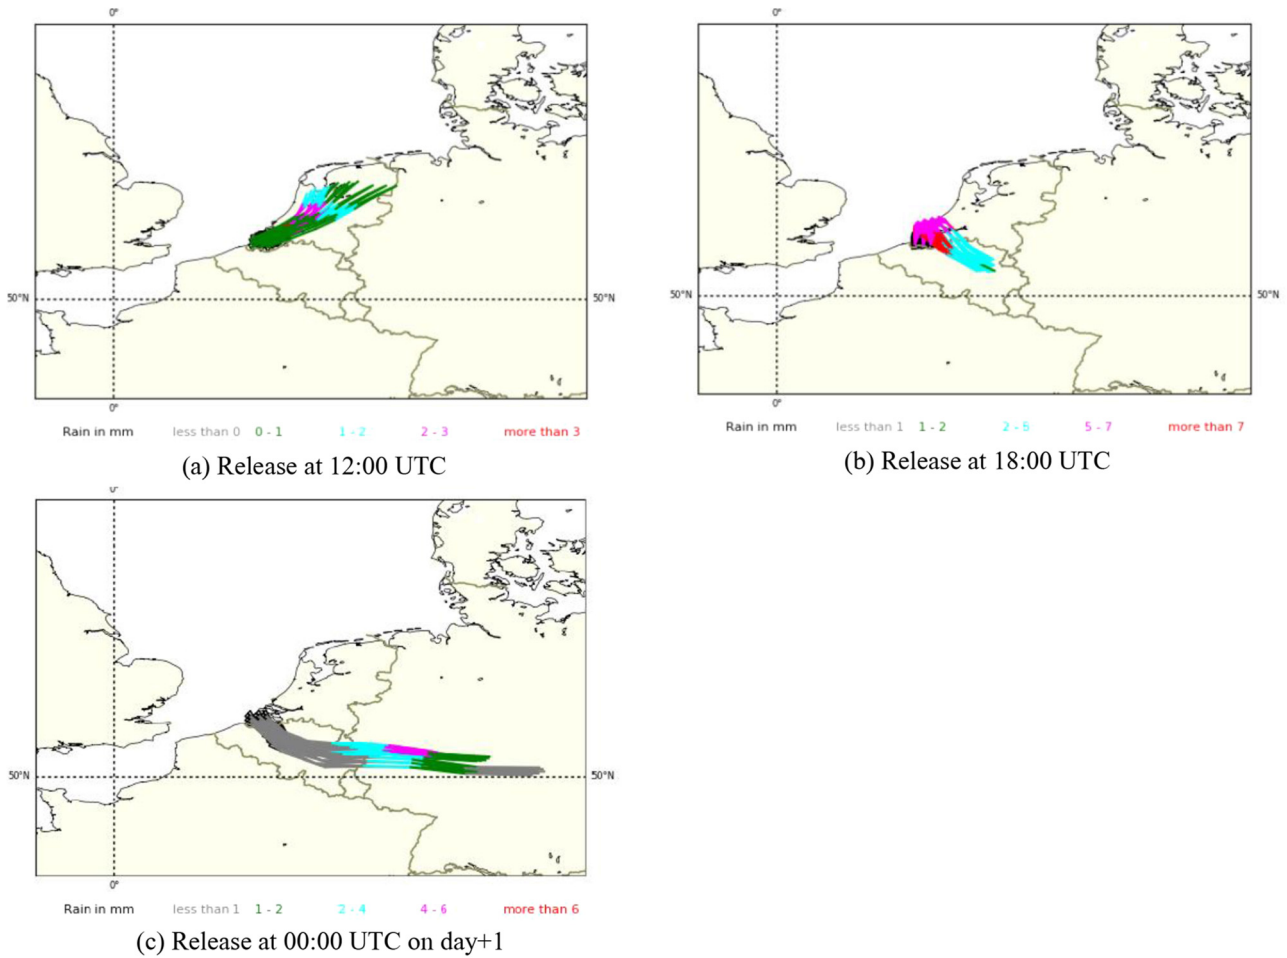 0° 0°
50°N 50°N 50°N 50°N
0° 0°
Rain in mm less than 0 0 - 1 1 - 2 2 - 3 more than 3
Rain in mm less than 1 1 - 2 2 - 5 5 - 7 more than 7
(a) Release at 12:00 UTC
(b) Release at 18:00 UTC
0°
50°N 50°N
0°
Rain in mm less than 1 1 - 2 2 - 4 4 - 6 more than 6
(c) Release at 00:00 UTC on day+1